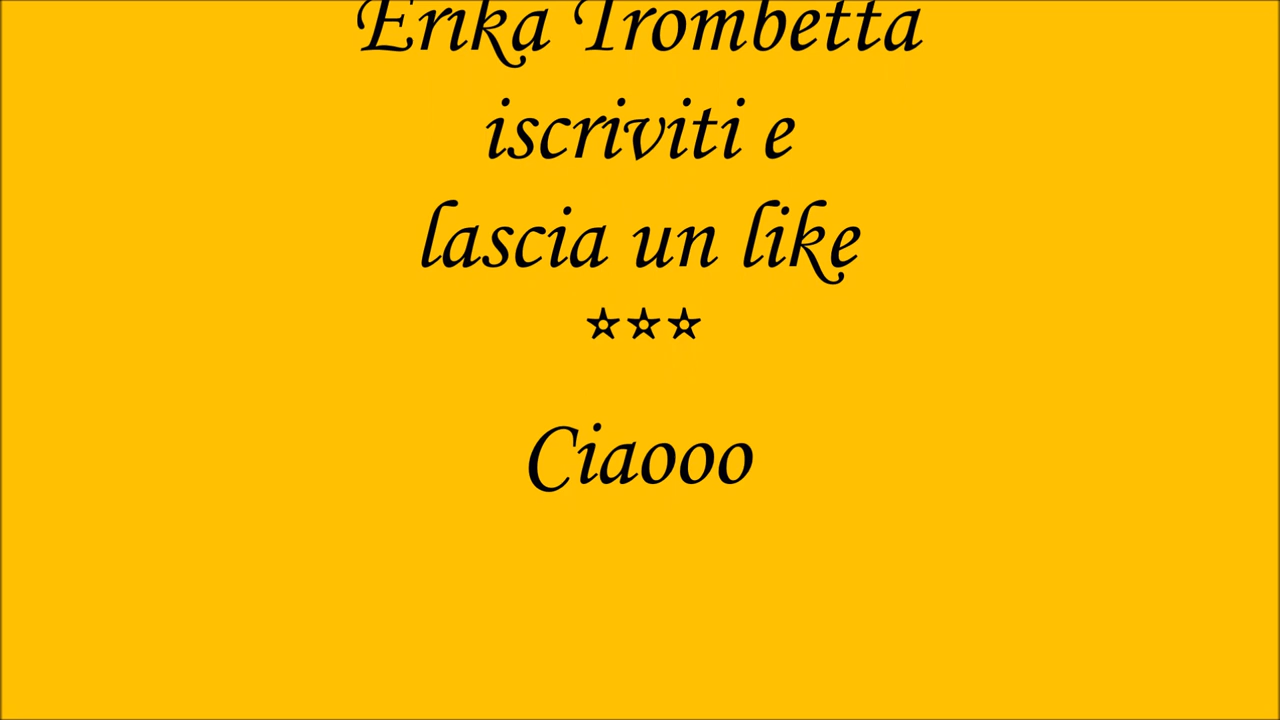 Erika Trombetta
iscriviti e
lascia un like
***
Ciaooo